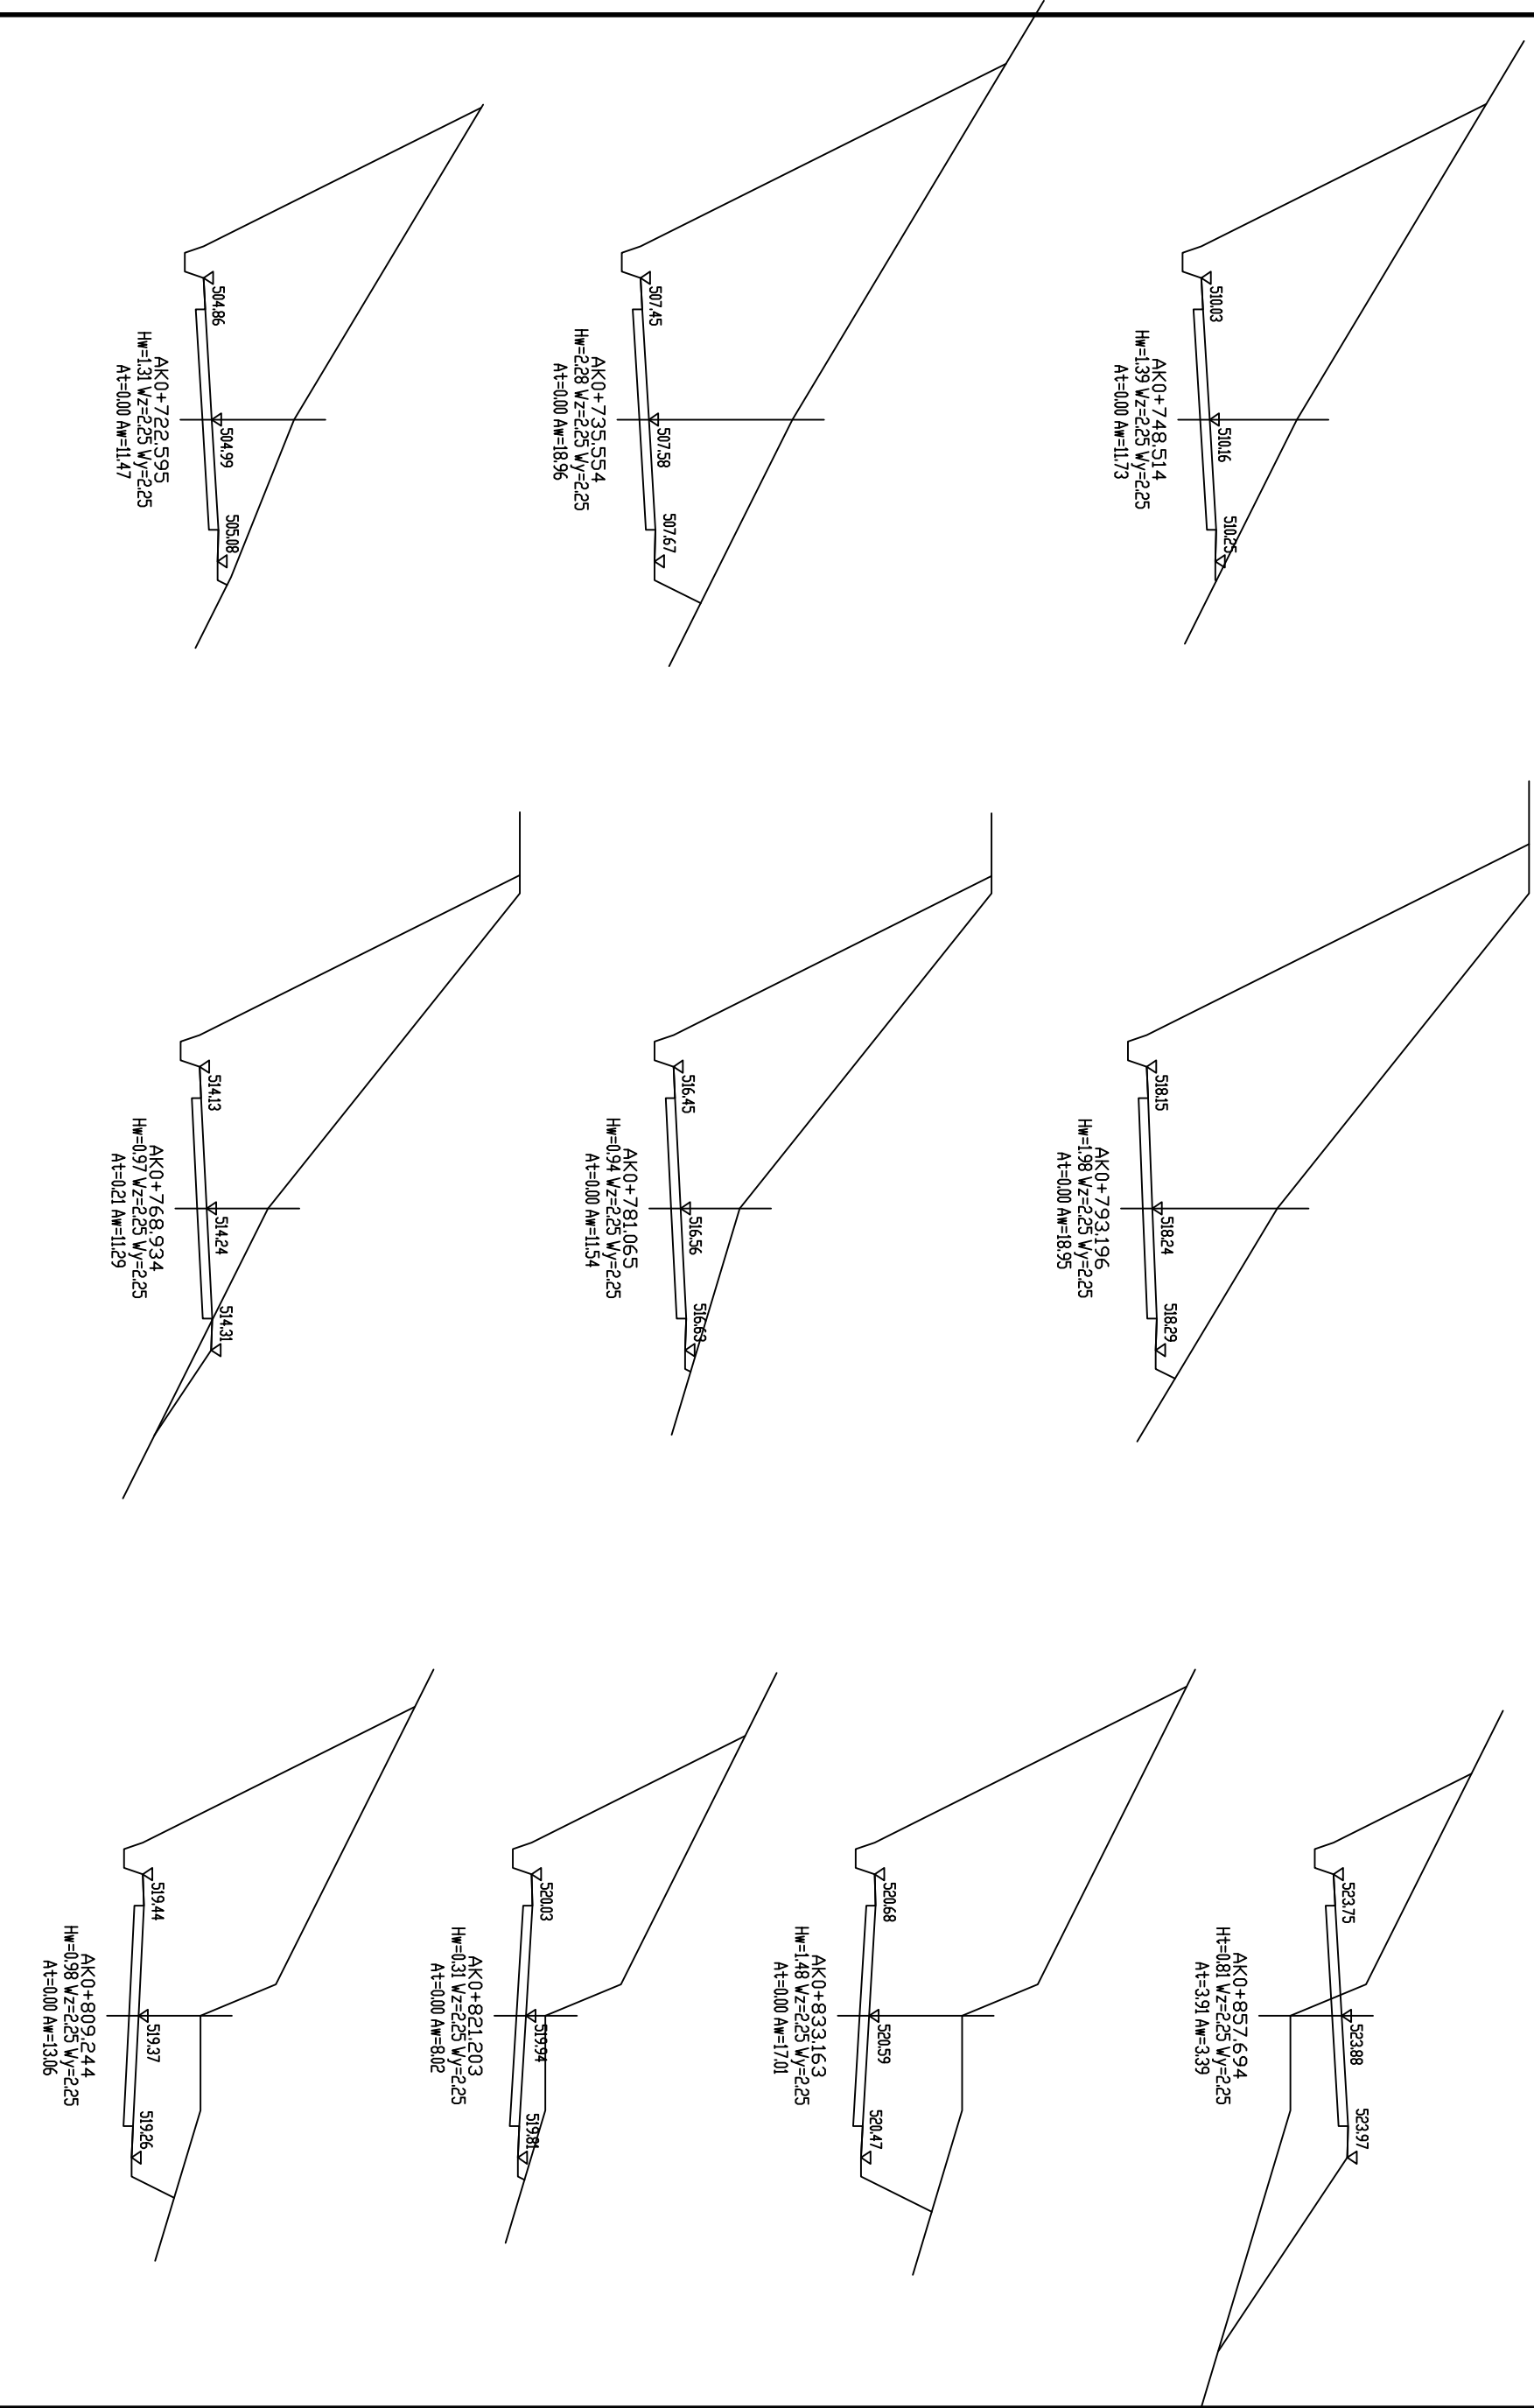 510.03
510.16
510.25
AK0+748.514
Hw=1.39 Wz=2.25 Wy=2.25
At=0.00 Aw=11.73
507.45
507.58
507.67
AK0+735.554
Hw=2.28 Wz=2.25 Wy=2.25
At=0.00 Aw=18.96
504.86
504.99
505.08
AK0+722.595
Hw=1.31 Wz=2.25 Wy=2.25
At=0.00 Aw=11.47
518.15
518.24
518.29
AK0+793.196
Hw=1.98 Wz=2.25 Wy=2.25
At=0.00 Aw=18.95
516.45
516.56
516.63
AK0+781.065
Hw=0.94 Wz=2.25 Wy=2.25
At=0.00 Aw=11.54
514.13
514.24
514.31
AK0+768.934
Hw=0.97 Wz=2.25 Wy=2.25
At=0.21 Aw=11.29
523.75
523.88
523.97
AK0+857.694
Ht=0.81 Wz=2.25 Wy=2.25
At=3.91 Aw=3.39
520.68
520.59
520.47
AK0+833.163
Hw=1.48 Wz=2.25 Wy=2.25
At=0.00 Aw=17.01
520.03
519.94
519.81
AK0+821.203
Hw=0.31 Wz=2.25 Wy=2.25
At=0.00 Aw=8.02
519.44
519.37
519.26
AK0+809.244
Hw=0.98 Wz=2.25 Wy=2.25
At=0.00 Aw=13.06